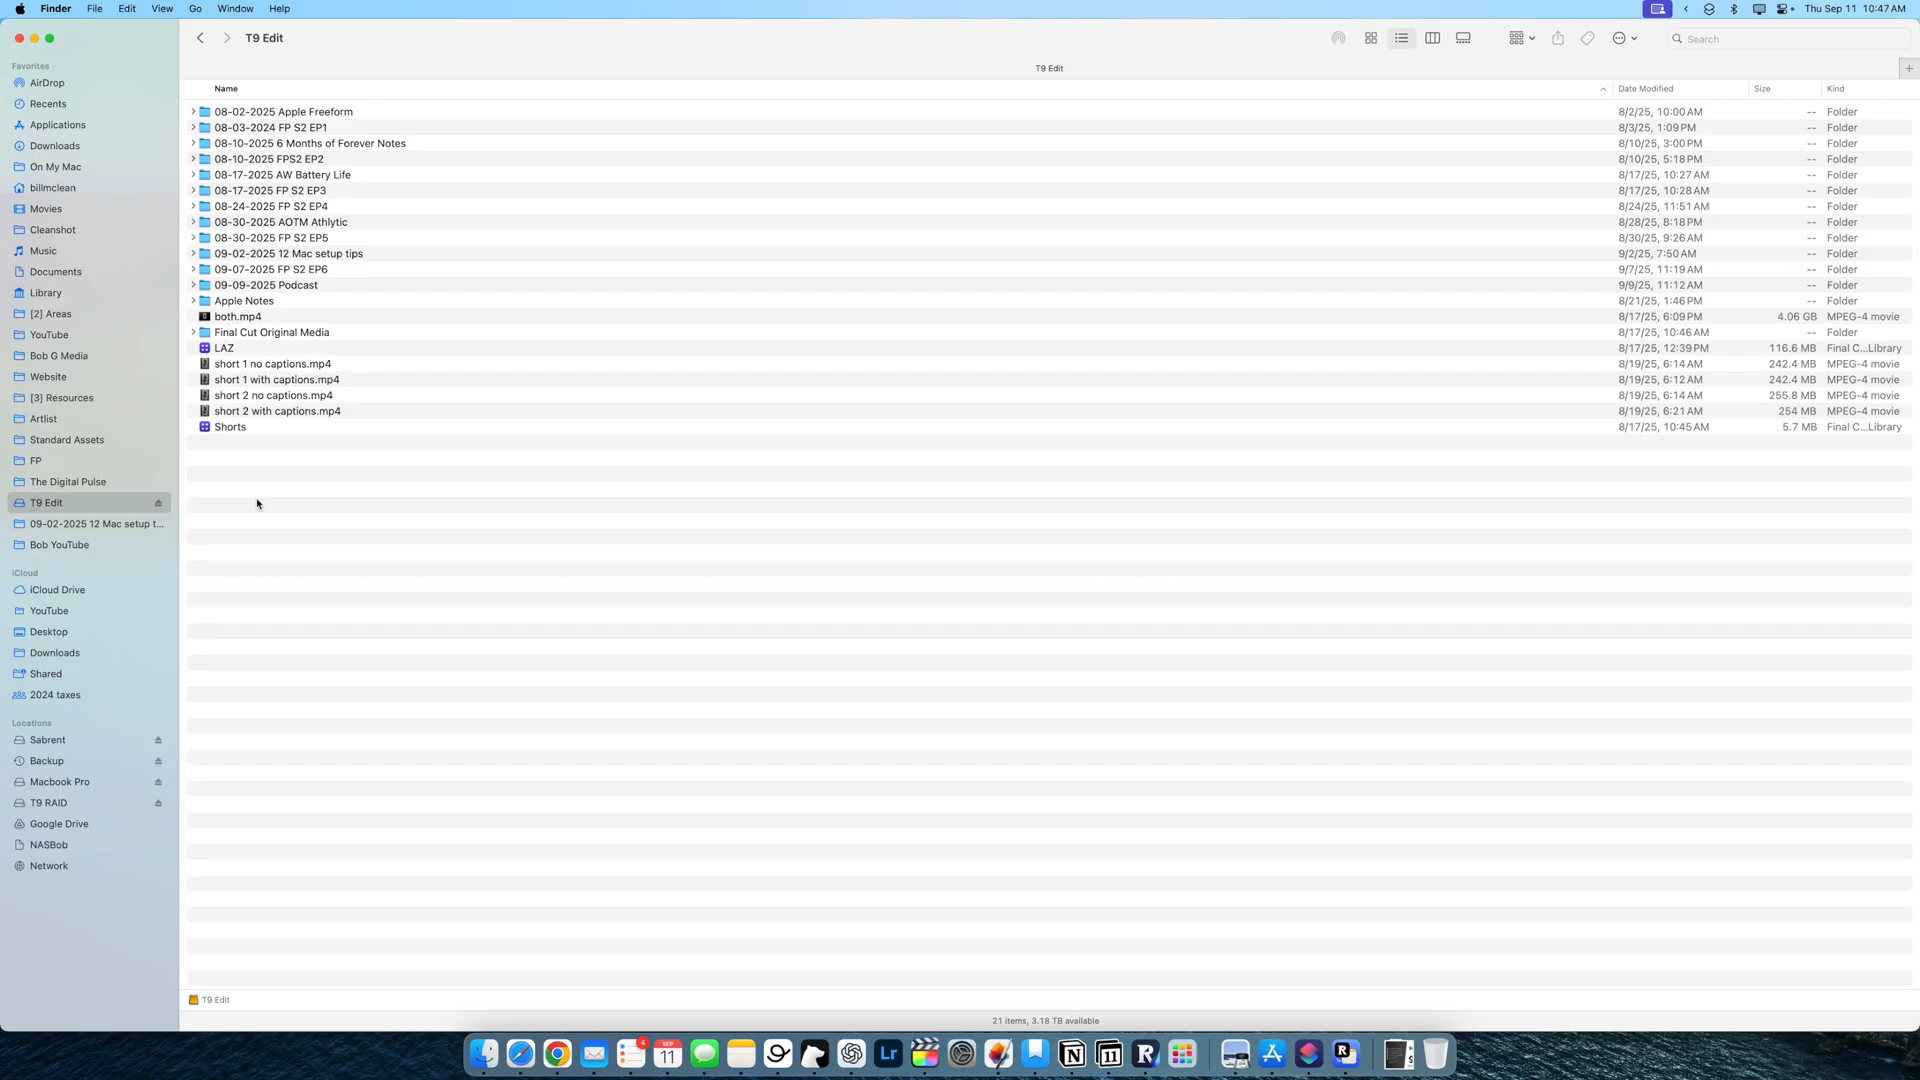 Finder File Edit View Go Window Help Thu Sep 11 10:47 AM
T9 Edit Search
T9 Edit
Favorites
AirDrop
Recents
Applications
Downloads
On My Mac
billmclean
Movies
Cleanshot
Music
Documents
Library
[2] Areas
YouTube
Bob G Media
Website
[3] Resources
Artlist
Standard Assets
FP
The Digital Pulse
T9 Edit
09-02-2025 12 Mac setup t...
Bob YouTube
iCloud
iCloud Drive
YouTube
Desktop
Downloads
Shared
2024 taxes
Locations
Sabrent
Backup
Macbook Pro
T9 RAID
Google Drive
NASBob
Network
Name Date Modified Size Kind
08-02-2025 Apple Freeform 8/2/25, 10:00 AM -- Folder
08-03-2024 FP S2 EP1 8/3/25, 1:09 PM -- Folder
08-10-2025 6 Months of Forever Notes 8/10/25, 3:00 PM -- Folder
08-10-2025 FPS2 EP2 8/10/25, 5:18 PM -- Folder
08-17-2025 AW Battery Life 8/17/25, 10:27 AM -- Folder
08-17-2025 FP S2 EP3 8/17/25, 10:28 AM -- Folder
08-24-2025 FP S2 EP4 8/24/25, 11:51 AM -- Folder
08-30-2025 AOTM Athlytic 8/28/25, 8:18 PM -- Folder
08-30-2025 FP S2 EP5 8/30/25, 9:26 AM -- Folder
09-02-2025 12 Mac setup tips 9/2/25, 7:50 AM -- Folder
09-07-2025 FP S2 EP6 9/7/25, 11:19 AM -- Folder
09-09-2025 Podcast 9/9/25, 11:12 AM -- Folder
Apple Notes 8/21/25, 1:46 PM -- Folder
both.mp4 8/17/25, 6:09 PM 4.06 GB MPEG-4 movie
Final Cut Original Media 8/17/25, 10:46 AM -- Folder
LAZ 8/17/25, 12:39 PM 116.6 MB Final C...Library
short 1 no captions.mp4 8/19/25, 6:14 AM 242.4 MB MPEG-4 movie
short 1 with captions.mp4 8/19/25, 6:12 AM 242.4 MB MPEG-4 movie
short 2 no captions.mp4 8/19/25, 6:14 AM 255.8 MB MPEG-4 movie
short 2 with captions.mp4 8/19/25, 6:21 AM 254 MB MPEG-4 movie
Shorts 8/17/25, 10:45 AM 5.7 MB Final C...Library
T9 Edit
21 items, 3.18 TB available
4 SEP 11 Lr N 11 R R